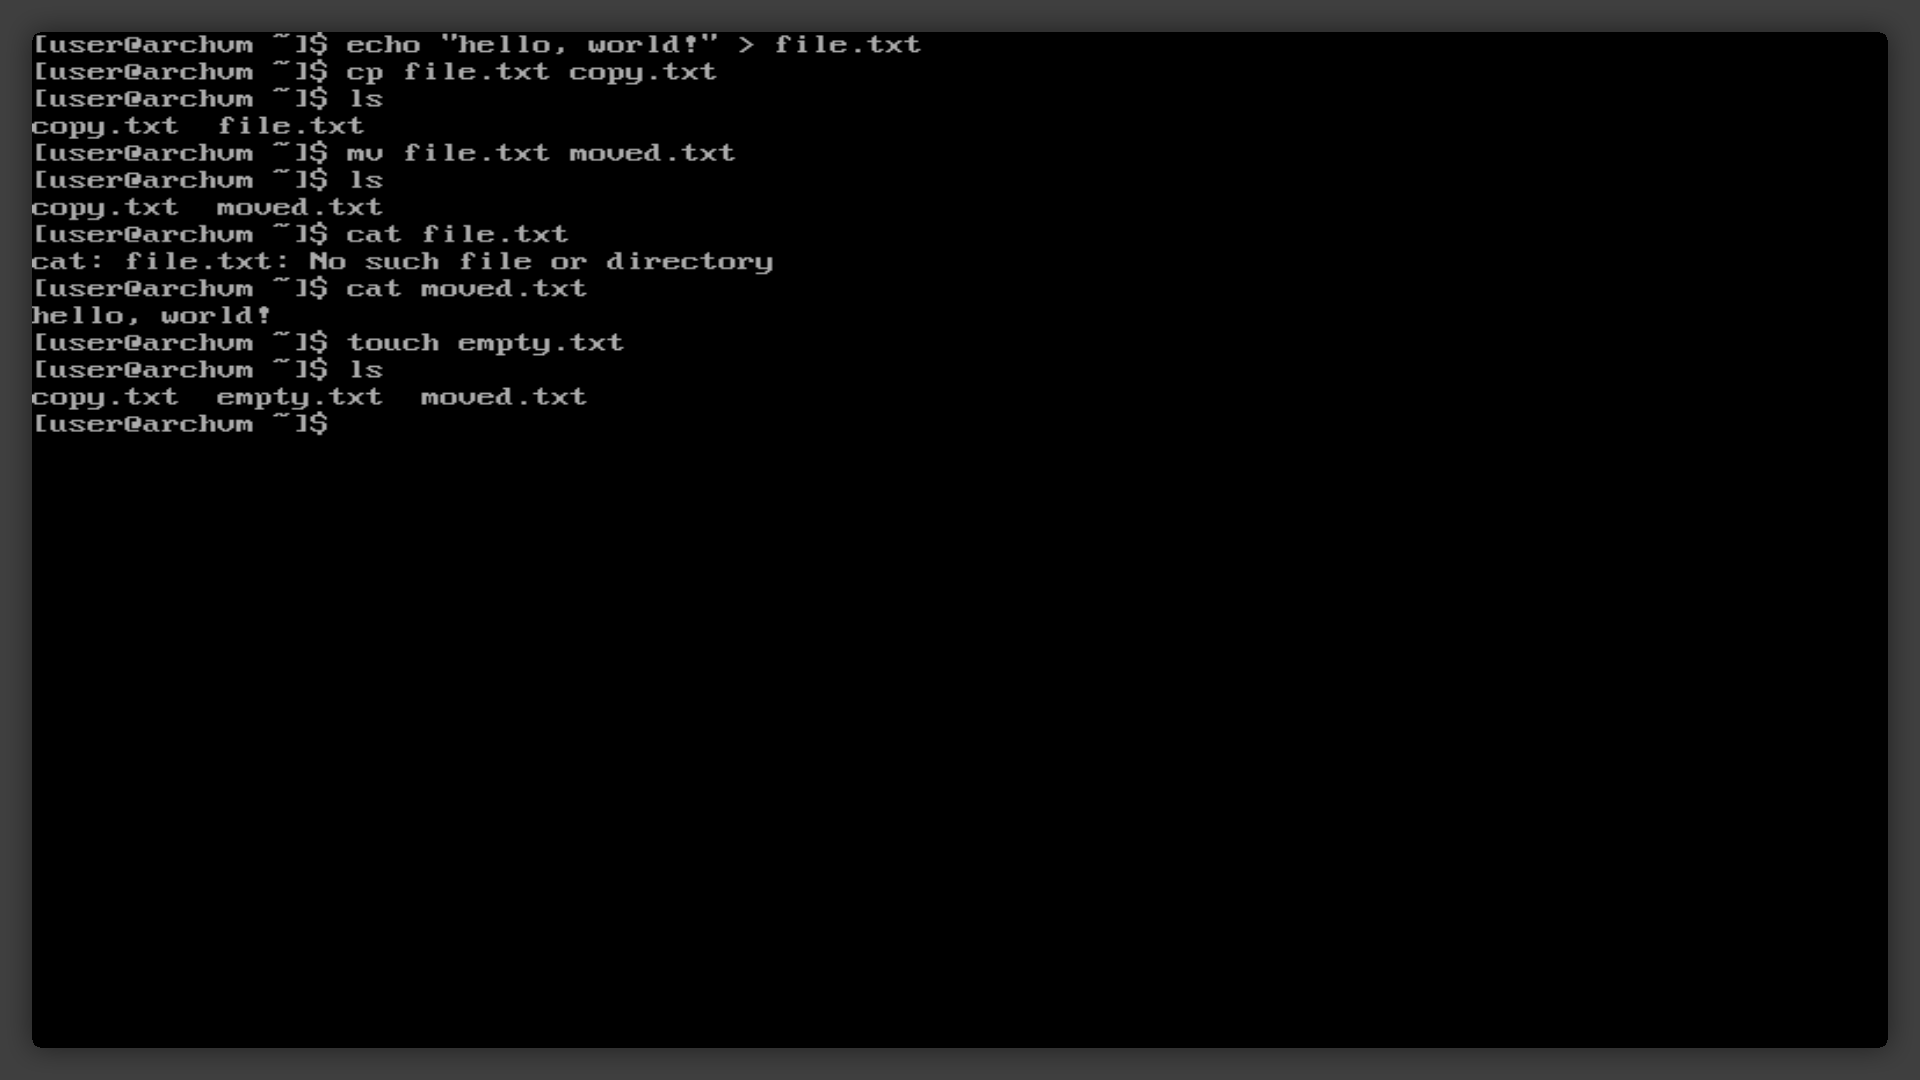 [user@archvm ~]$ echo "hello, world!" > file.txt
[user@archvm ~]$ cp file.txt copy.txt
[user@archvm ~]$ ls
copy.txt  file.txt
[user@archvm ~]$ mv file.txt moved.txt
[user@archvm ~]$ ls
copy.txt  moved.txt
[user@archvm ~]$ cat file.txt
cat: file.txt: No such file or directory
[user@archvm ~]$ cat moved.txt
hello, world!
[user@archvm ~]$ touch empty.txt
[user@archvm ~]$ ls
copy.txt  empty.txt  moved.txt
[user@archvm ~]$